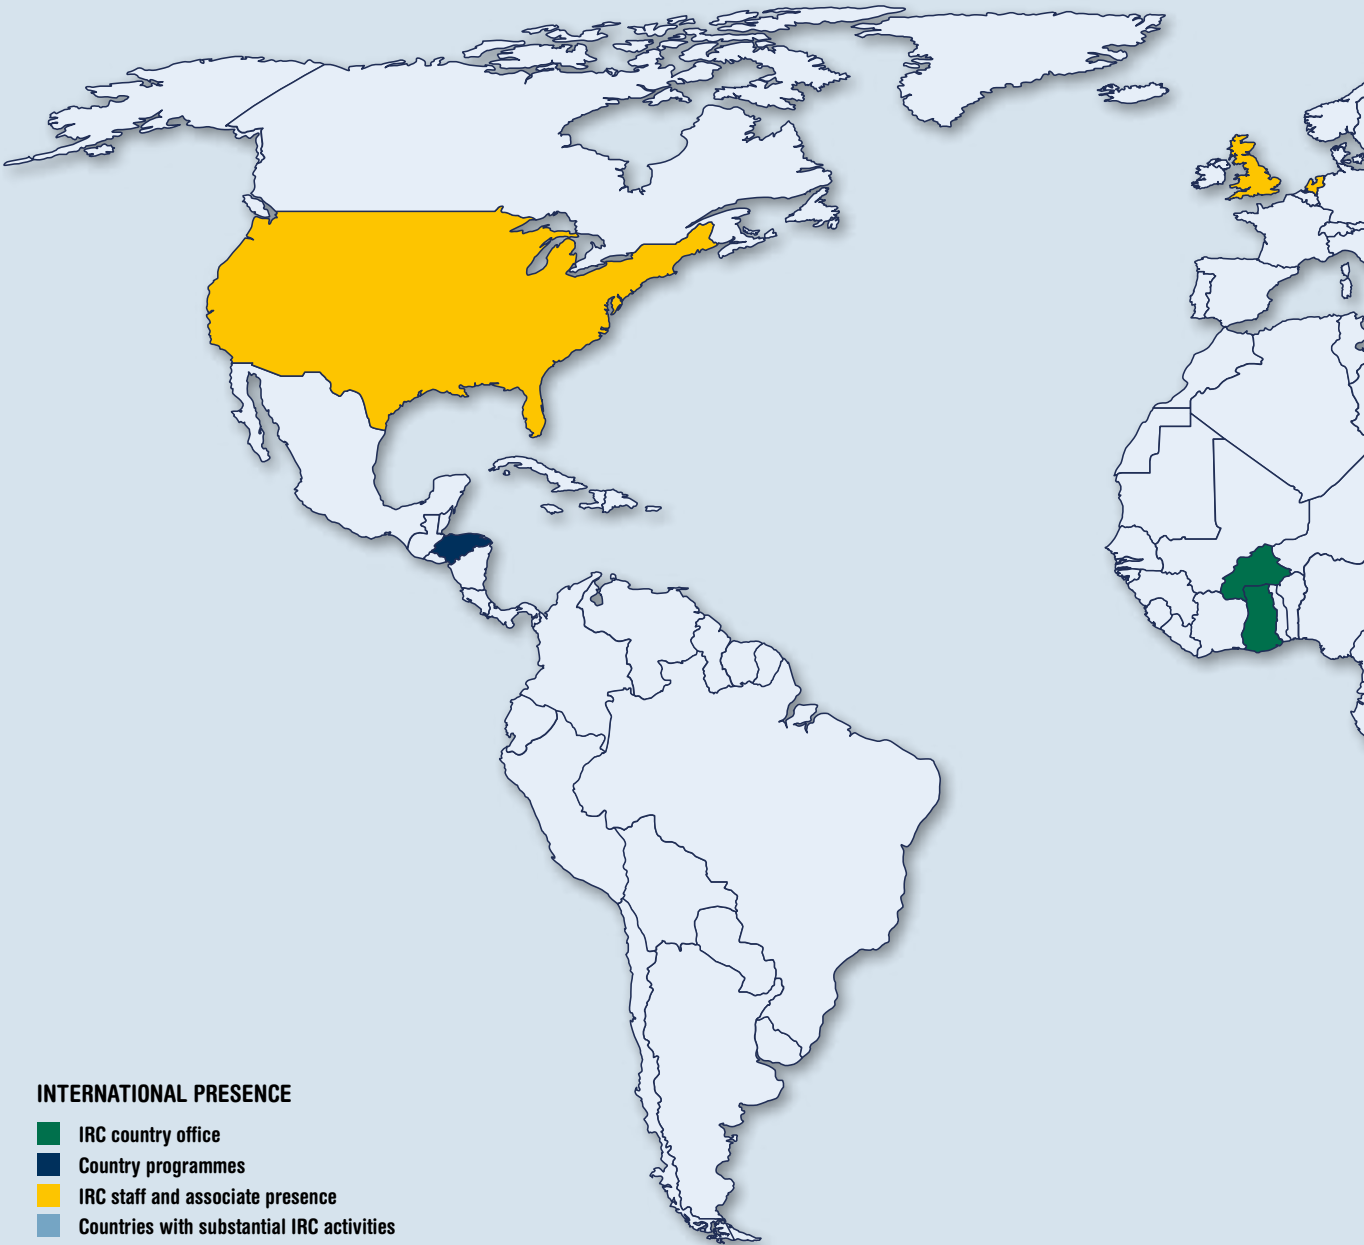 INTERNATIONAL PRESENCE
IRC country office
Country programmes
IRC staff and associate presence
Countries with substantial IRC activities